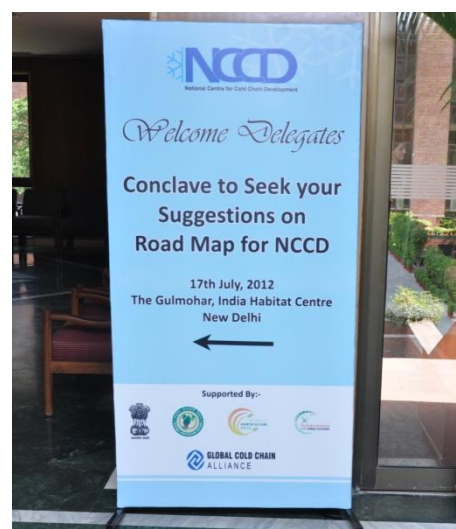 NCCD
National Centre for Cold Chain Development
Welcome Delegates
Conclave to Seek your
Suggestions on
Road Map for NCCD
17th July, 2012
The Gulmohar, India Habitat Centre
New Delhi
Supported By:-
GLOBAL COLD CHAIN
ALLIANCE